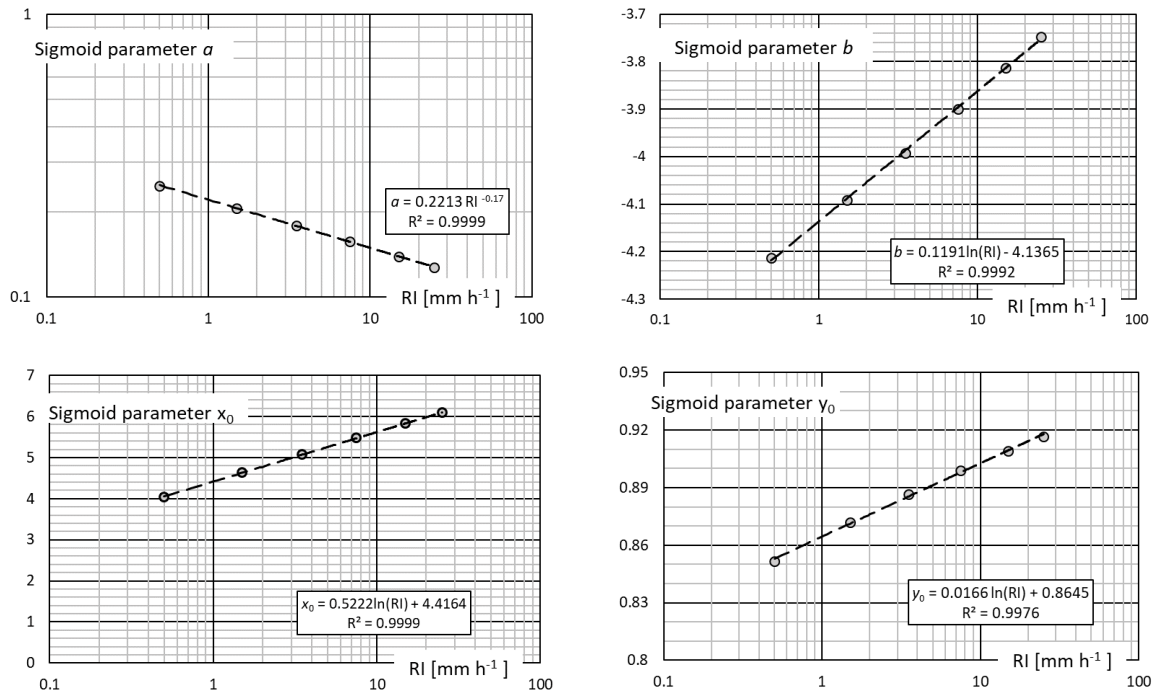 1
Sigmoid parameter a
a = 0.2213 RI -0.17
R² = 0.9999
0.1
RI [mm h-1 ]
0.1 1 10 100
-3.7
Sigmoid parameter b
-3.8
-3.9
-4
-4.1
-4.2
b = 0.1191ln(RI) - 4.1365
R² = 0.9992
-4.3
RI [mm h-1 ]
0.1 1 10 100
7
Sigmoid parameter x0
6
5
4
3
2
x0 = 0.5222ln(RI) + 4.4164
R² = 0.9999
1
0
RI [mm h-1 ]
0.1 1 10 100
0.95
Sigmoid parameter y0
0.92
0.89
0.86
0.83
y0 = 0.0166 ln(RI) + 0.8645
R² = 0.9976
0.8
RI [mm h-1 ]
0.1 1 10 100